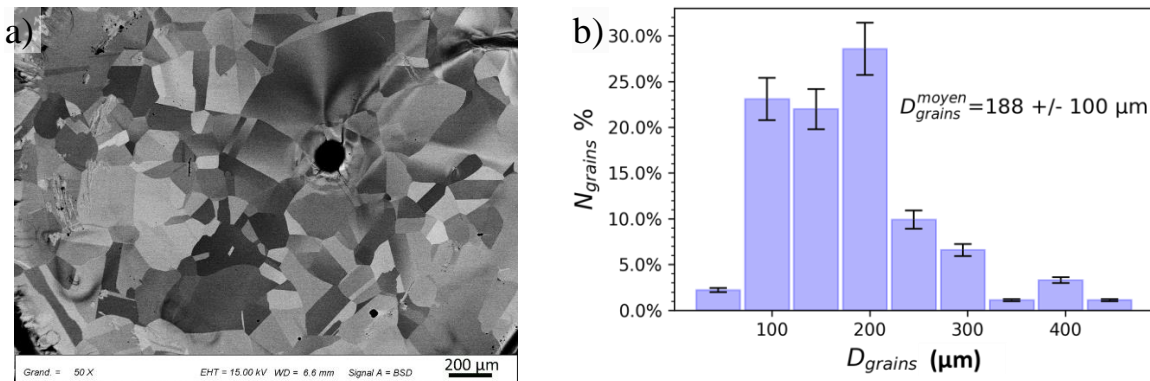 a)
Grand. = 50 X EHT = 15.00 kV WD = 6.6 mm Signal A = BSD 200 µm
b)
N_grains %
30.0%
25.0%
20.0%
15.0%
10.0%
5.0%
0.0%
D_grains^moyen=188 +/- 100 µm
100 200 300 400
D_grains (µm)